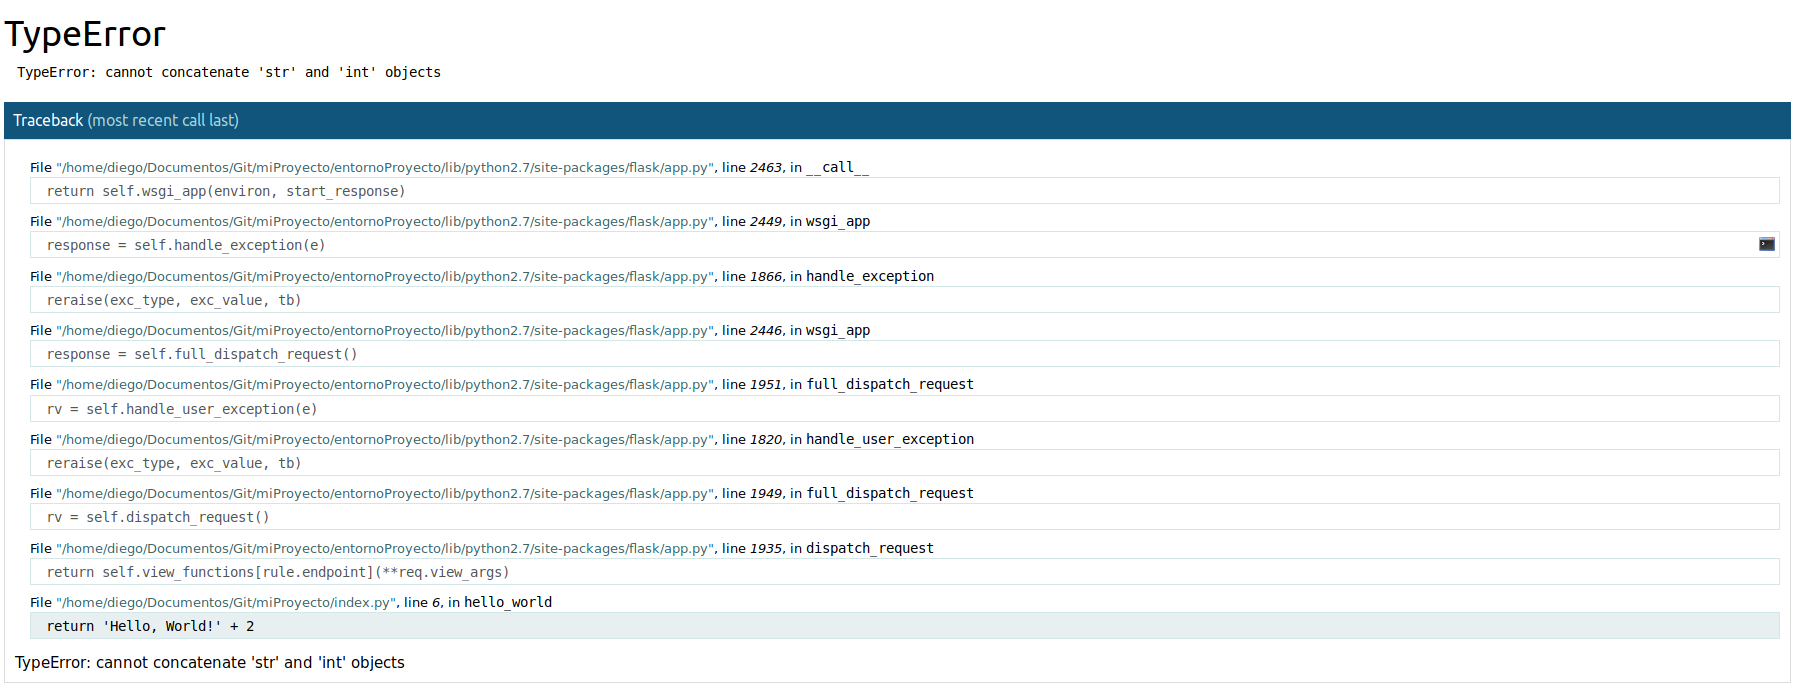 TypeError
TypeError: cannot concatenate 'str' and 'int' objects
Traceback (most recent call last)
File "/home/diego/Documentos/Git/miProyecto/entornoProyecto/lib/python2.7/site-packages/flask/app.py", line 2463, in __call__
return self.wsgi_app(environ, start_response)
File "/home/diego/Documentos/Git/miProyecto/entornoProyecto/lib/python2.7/site-packages/flask/app.py", line 2449, in wsgi_app
response = self.handle_exception(e)
File "/home/diego/Documentos/Git/miProyecto/entornoProyecto/lib/python2.7/site-packages/flask/app.py", line 1866, in handle_exception
reraise(exc_type, exc_value, tb)
File "/home/diego/Documentos/Git/miProyecto/entornoProyecto/lib/python2.7/site-packages/flask/app.py", line 2446, in wsgi_app
response = self.full_dispatch_request()
File "/home/diego/Documentos/Git/miProyecto/entornoProyecto/lib/python2.7/site-packages/flask/app.py", line 1951, in full_dispatch_request
rv = self.handle_user_exception(e)
File "/home/diego/Documentos/Git/miProyecto/entornoProyecto/lib/python2.7/site-packages/flask/app.py", line 1820, in handle_user_exception
reraise(exc_type, exc_value, tb)
File "/home/diego/Documentos/Git/miProyecto/entornoProyecto/lib/python2.7/site-packages/flask/app.py", line 1949, in full_dispatch_request
rv = self.dispatch_request()
File "/home/diego/Documentos/Git/miProyecto/entornoProyecto/lib/python2.7/site-packages/flask/app.py", line 1935, in dispatch_request
return self.view_functions[rule.endpoint](**req.view_args)
File "/home/diego/Documentos/Git/miProyecto/index.py", line 6, in hello_world
return 'Hello, World!' + 2
TypeError: cannot concatenate 'str' and 'int' objects